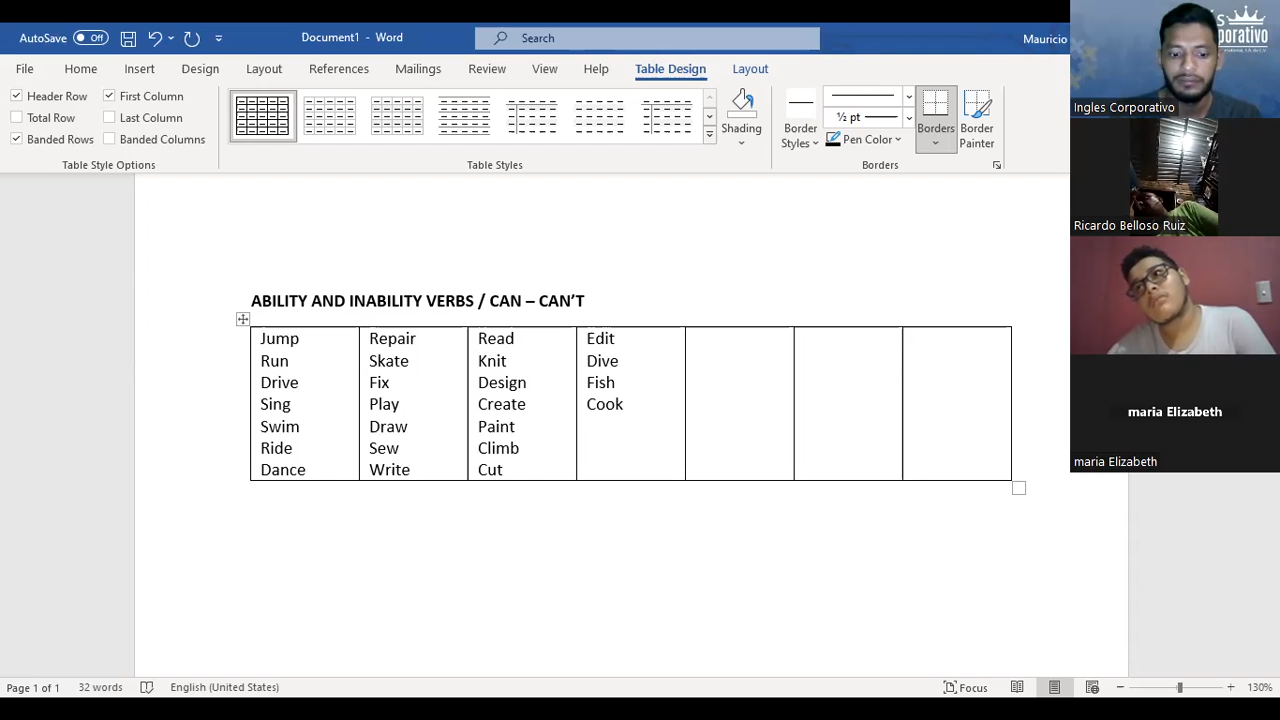 AutoSave Off Document1 - Word Search Mauricio
File Home Insert Design Layout References Mailings Review View Help Table Design Layout
Header Row First Column
Total Row Last Column
Banded Rows Banded Columns
Table Style Options
Table Styles
Shading
Border Styles
½ pt
Pen Color
Borders
Border Painter
Borders
ABILITY AND INABILITY VERBS / CAN – CAN'T
Jump Repair Read Edit
Run Skate Knit Dive
Drive Fix Design Fish
Sing Play Create Cook
Swim Draw Paint
Ride Sew Climb
Dance Write Cut
Ingles Corporativo
Ricardo Belloso Ruiz
maria Elizabeth
maria Elizabeth
Page 1 of 1 32 words English (United States) Focus 130%